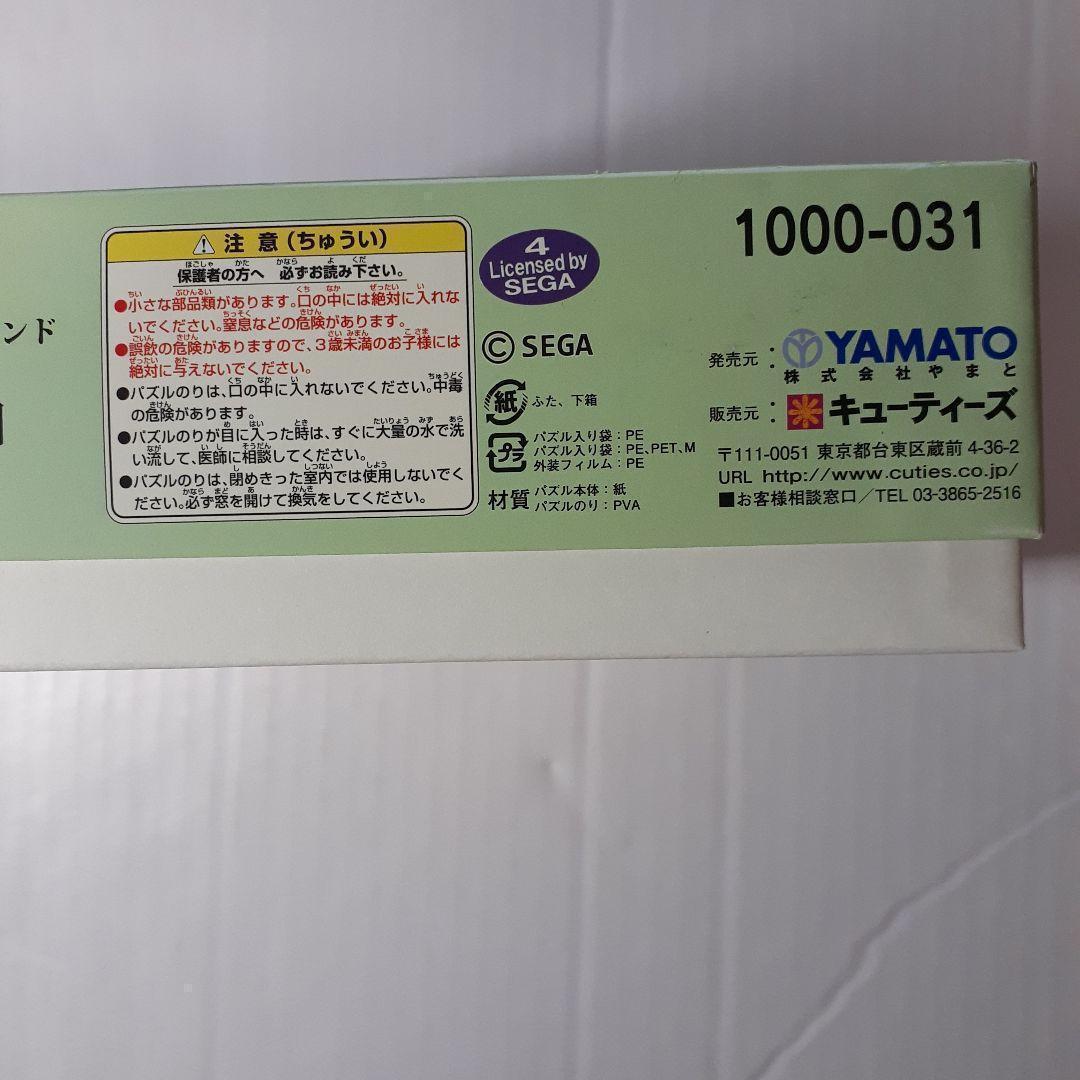 ンド
注 意(ちゅうい)
保護者の方へ 必ずお読み下さい。
●小さな部品類があります。口の中には絶対に入れな
いでください。窒息などの危険があります。
●誤飲の危険がありますので、3歳未満のお子様には
絶対に与えないでください。
●パズルのりは、口の中に入れないでください。中毒
の危険があります。
●パズルのりが目に入った時は、すぐに大量の水で洗
い流して、医師に相談してください。
●パズルのりは、閉めきった室内では使用しないでく
ださい。必ず窓を開けて換気をしてください。
4
Licensed by
SEGA
© SEGA
紙 ふた、下箱
プラ パズル入り袋:PE
パズルのり袋:PE、PET、M
外装フィルム:PE
材質 パズル本体:紙
パズルのり:PVA
1000-031
発売元: YAMATO
株式会社やまと
販売元: キューティーズ
〒111-0051 東京都台東区蔵前 4-36-2
URL http://www.cuties.co.jp/
■お客様相談窓口/TEL 03-3865-2516